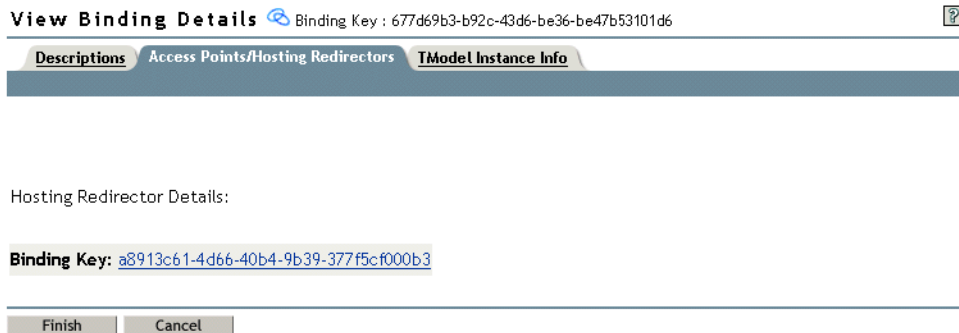 View Binding Details Binding Key : 677d69b3-b92c-43d6-be36-be47b53101d6 ?
Descriptions Access Points/Hosting Redirectors TModel Instance Info
Hosting Redirector Details:
Binding Key: a8913c61-4d66-40b4-9b39-377f5cf000b3
Finish Cancel